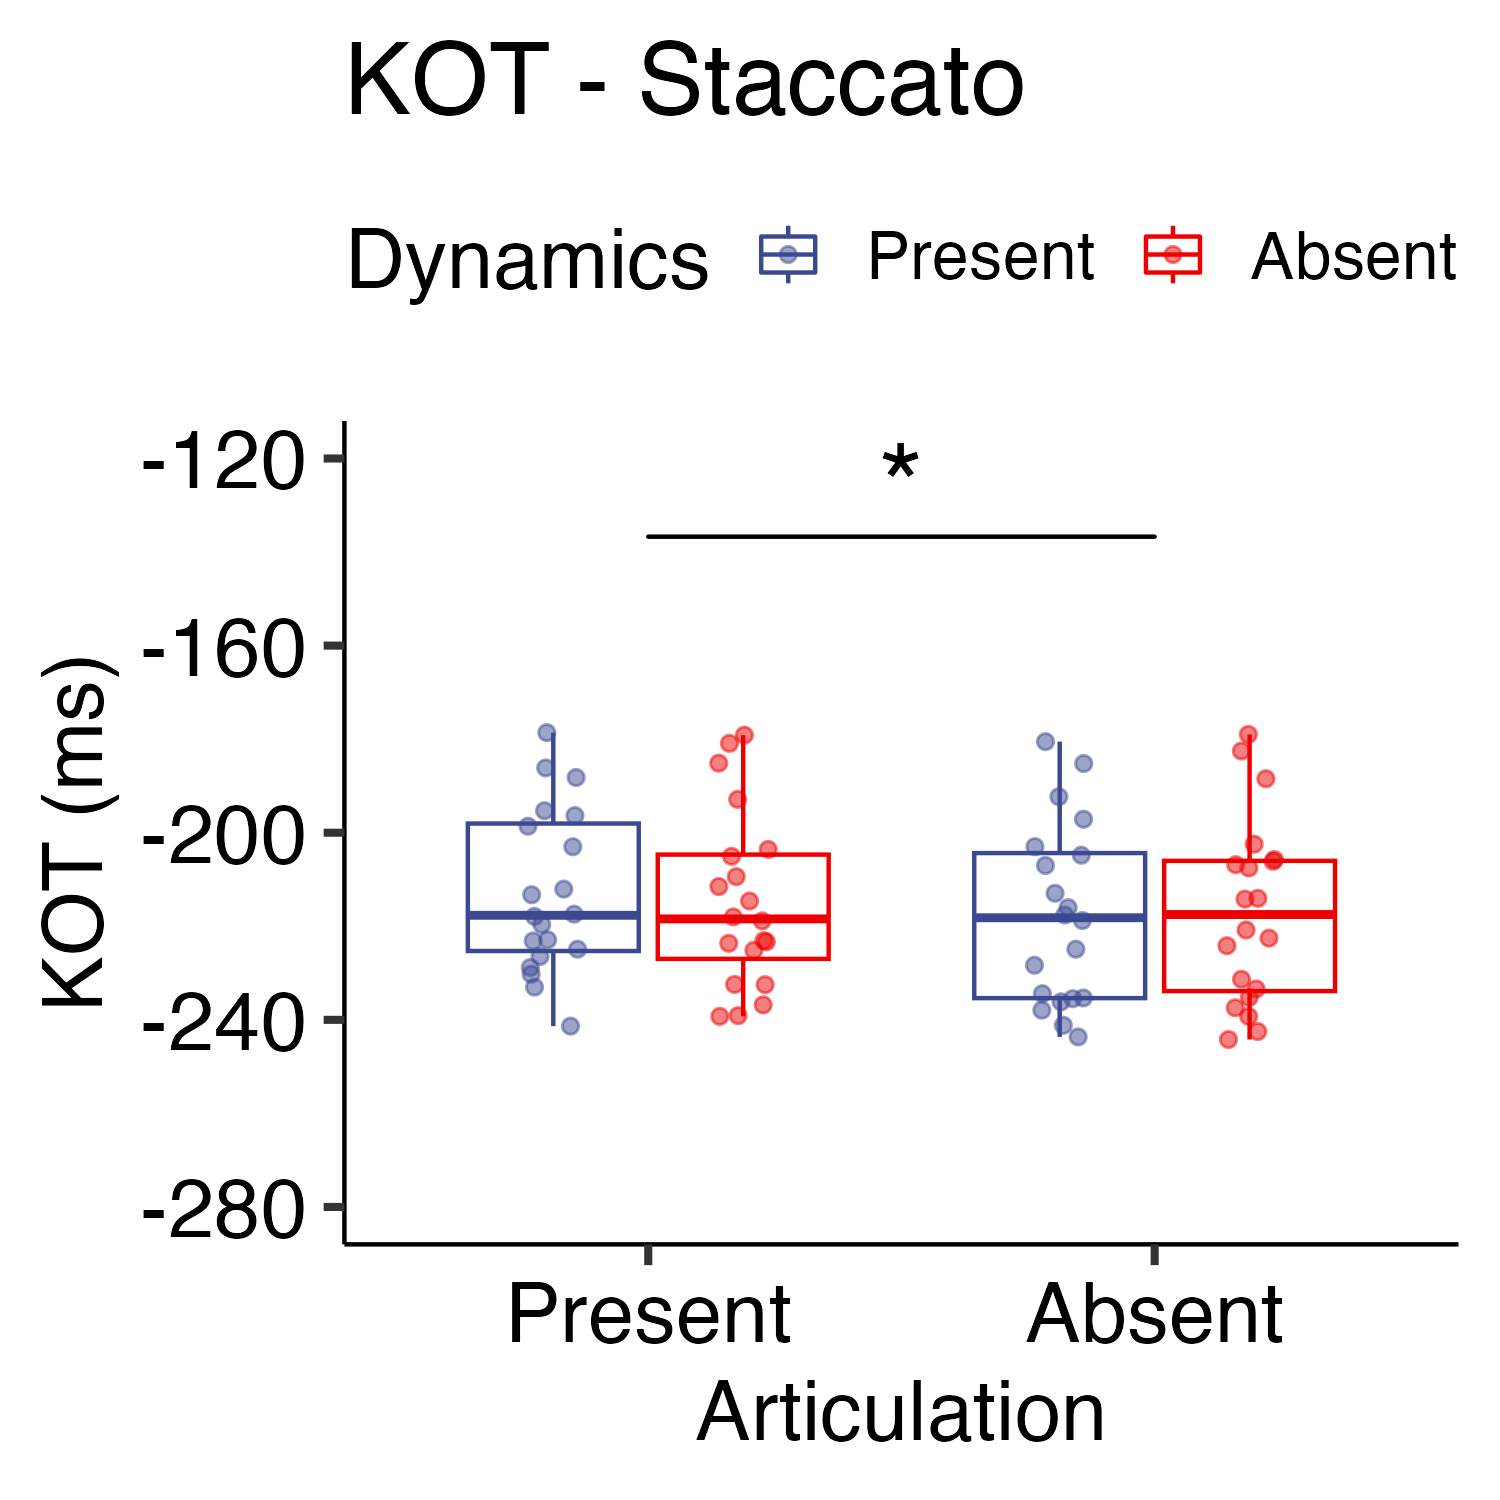 KOT - Staccato
Dynamics Present Absent
*
-120
-160
-200
-240
-280
KOT (ms)
Present Absent
Articulation